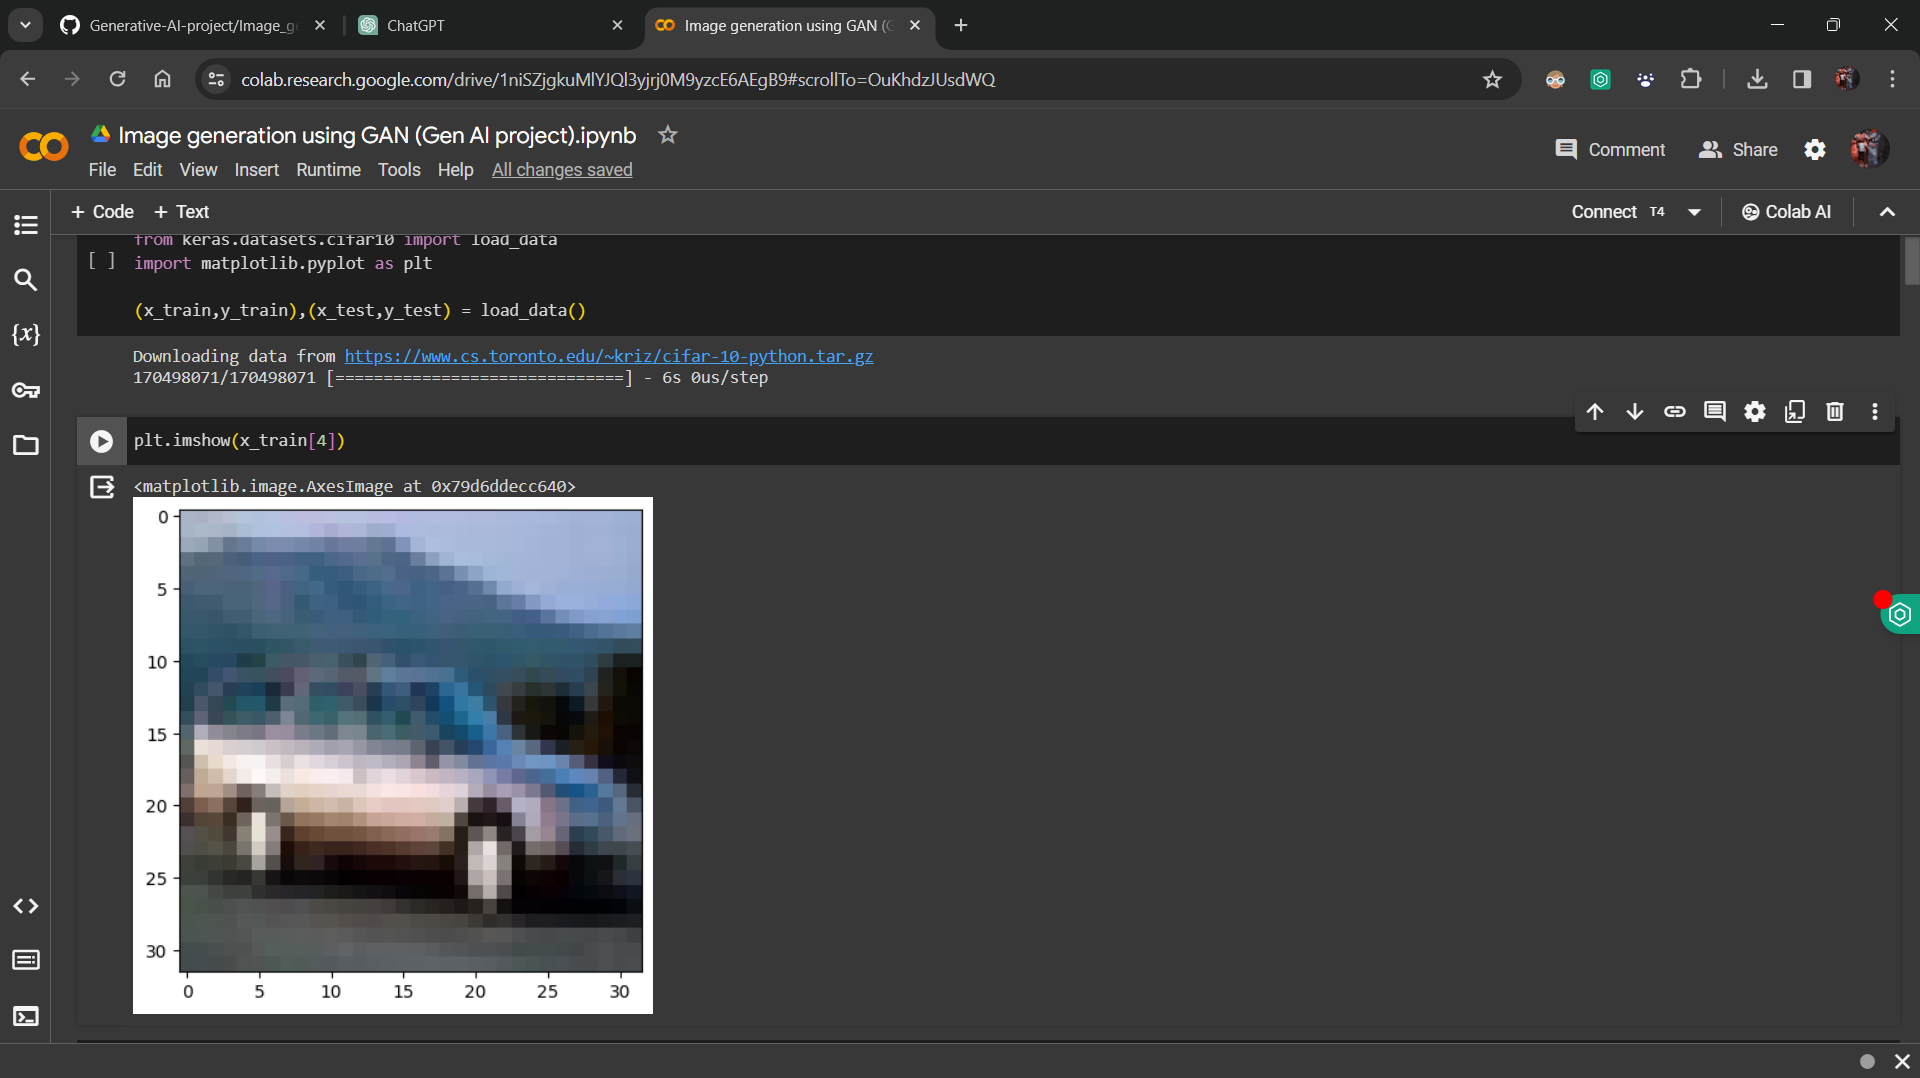 Generative-AI-project/Image_g
ChatGPT
Image generation using GAN (G
colab.research.google.com/drive/1niSZjgkuMlYJQl3yjrj0M9yzcE6AEgB9#scrollTo=OuKhdzJUsdWQ
Image generation using GAN (Gen AI project).ipynb
Comment
Share
File Edit View Insert Runtime Tools Help All changes saved
+ Code + Text
Connect T4
Colab AI
from keras.datasets.cifar10 import load_data
[ ] import matplotlib.pyplot as plt
(x_train,y_train),(x_test,y_test) = load_data()
Downloading data from https://www.cs.toronto.edu/~kriz/cifar-10-python.tar.gz
170498071/170498071 [==============================] - 6s 0us/step
plt.imshow(x_train[4])
<matplotlib.image.AxesImage at 0x79d6ddecc640>
0
5
10
15
20
25
30
0 5 10 15 20 25 30